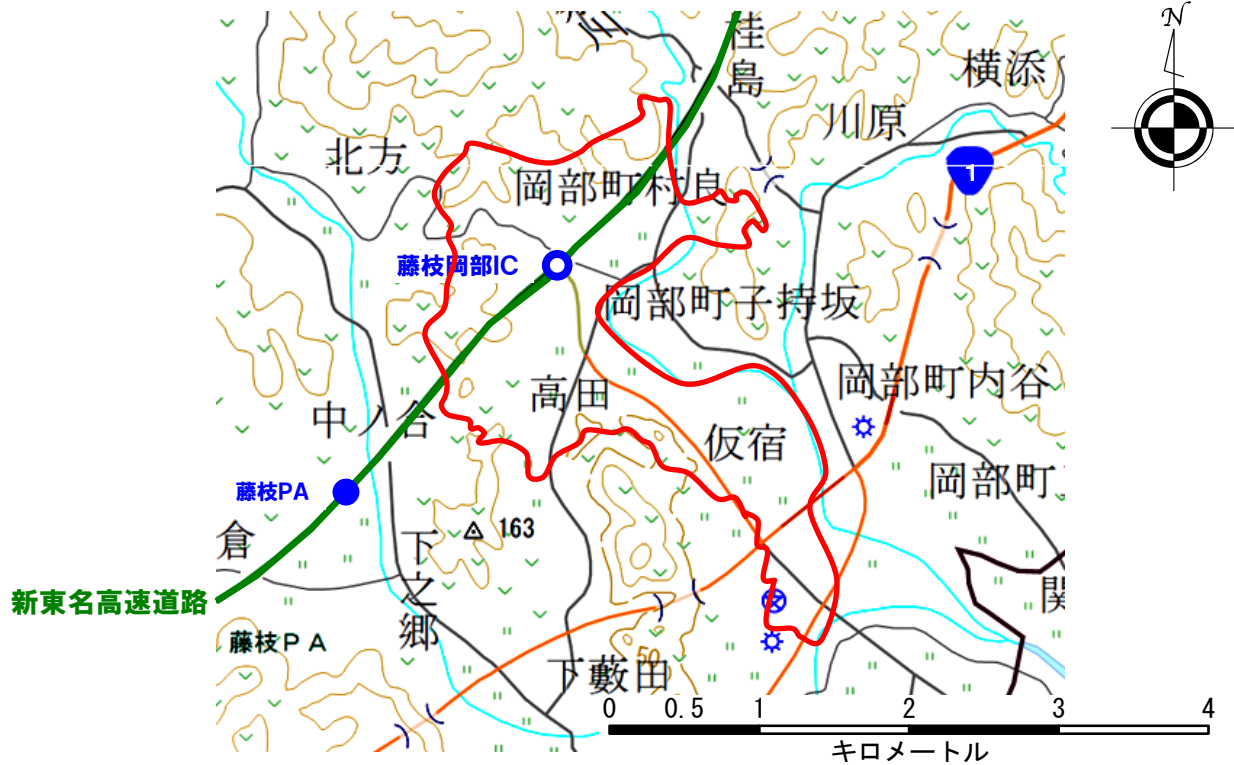 N
桂島
横添
川原
北方
1
岡部町村良
藤枝岡部IC
岡部町子持坂
岡部町内谷
高田
中ノ合
仮宿
岡部町
藤枝PA
163
倉
下之郷
関
新東名高速道路
藤枝PA
50
下藪田
0 0.5 1 2 3 4
キロメートル